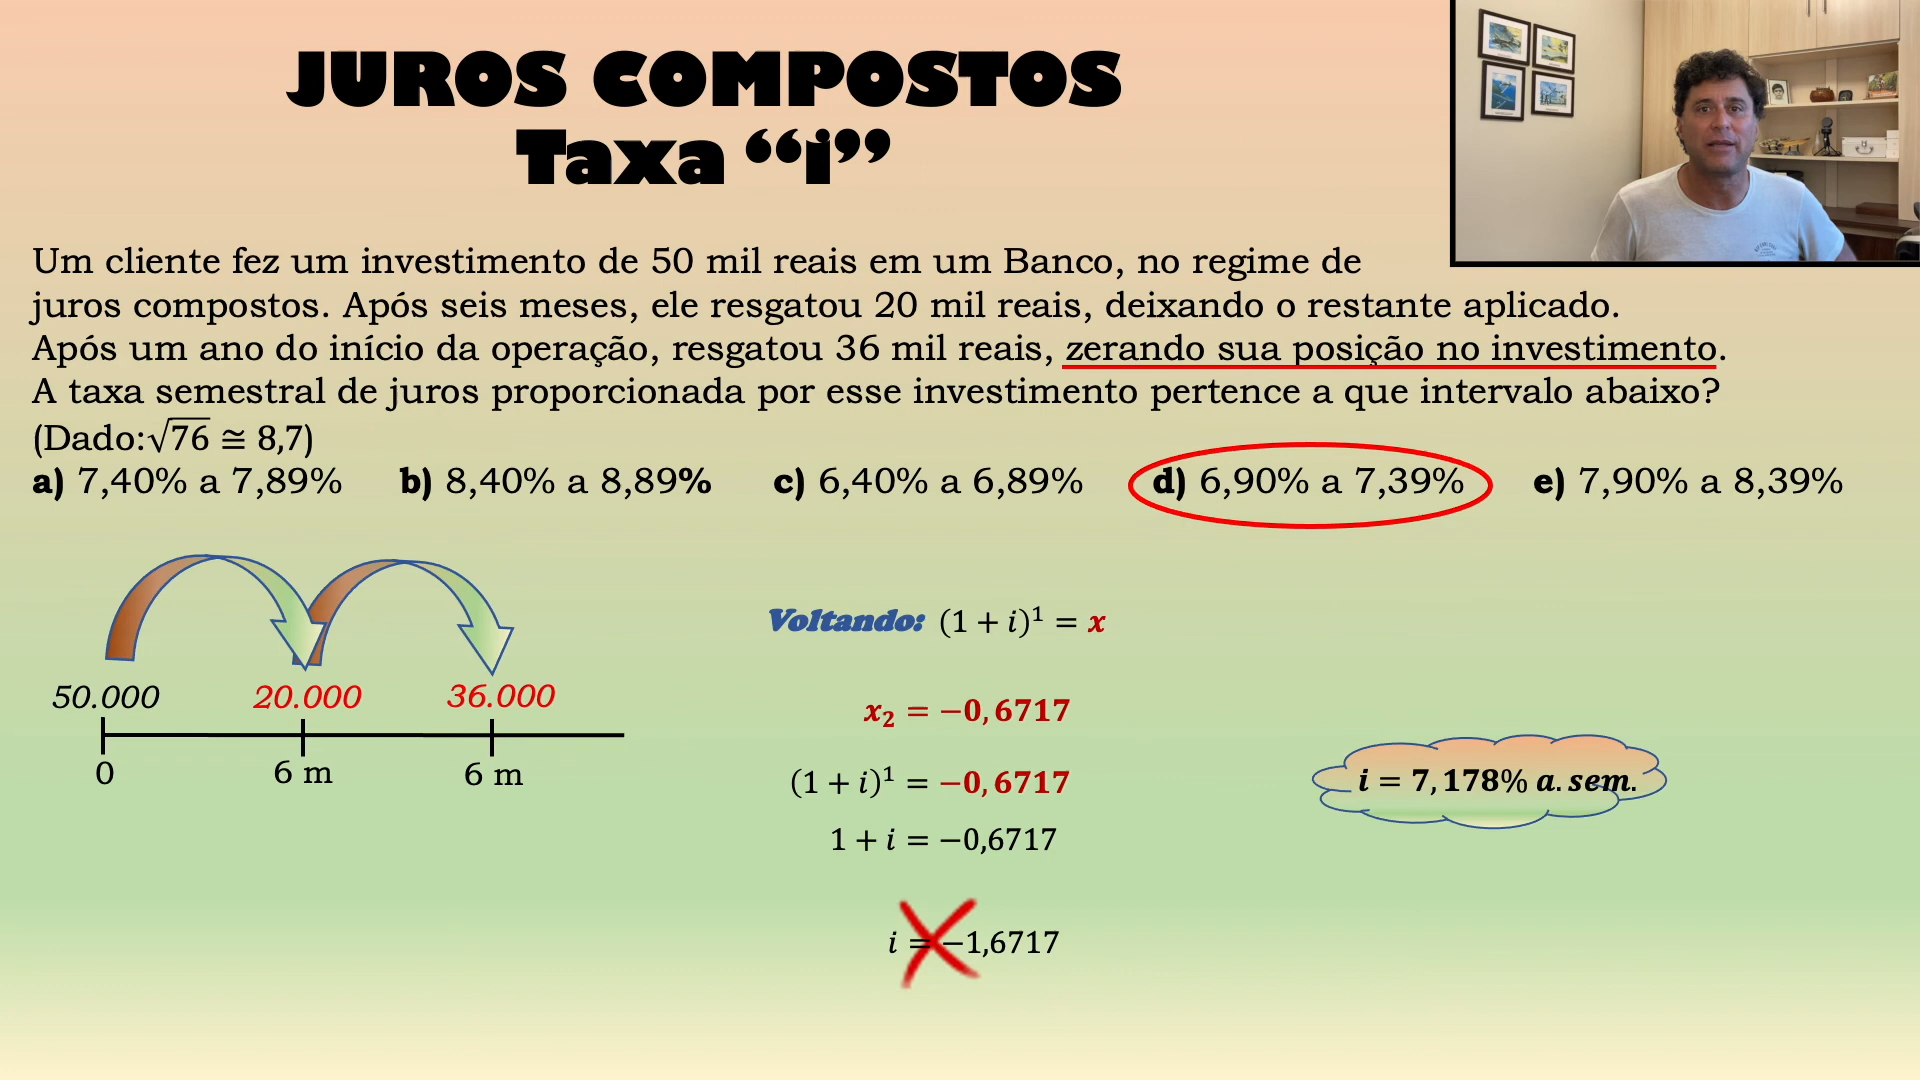 JUROS COMPOSTOS
Taxa “i”
Um cliente fez um investimento de 50 mil reais em um Banco, no regime de
juros compostos. Após seis meses, ele resgatou 20 mil reais, deixando o restante aplicado.
Após um ano do início da operação, resgatou 36 mil reais, zerando sua posição no investimento.
A taxa semestral de juros proporcionada por esse investimento pertence a que intervalo abaixo?
(Dado:√76 ≅ 8,7)
a) 7,40% a 7,89% b) 8,40% a 8,89% c) 6,40% a 6,89% d) 6,90% a 7,39% e) 7,90% a 8,39%
50.000 20.000 36.000
0 6 m 6 m
Voltando: (1 + i)¹ = x
x₂ = −0,6717
(1 + i)¹ = −0,6717
1 + i = −0,6717
i = −1,6717
i = 7,178% a.sem.